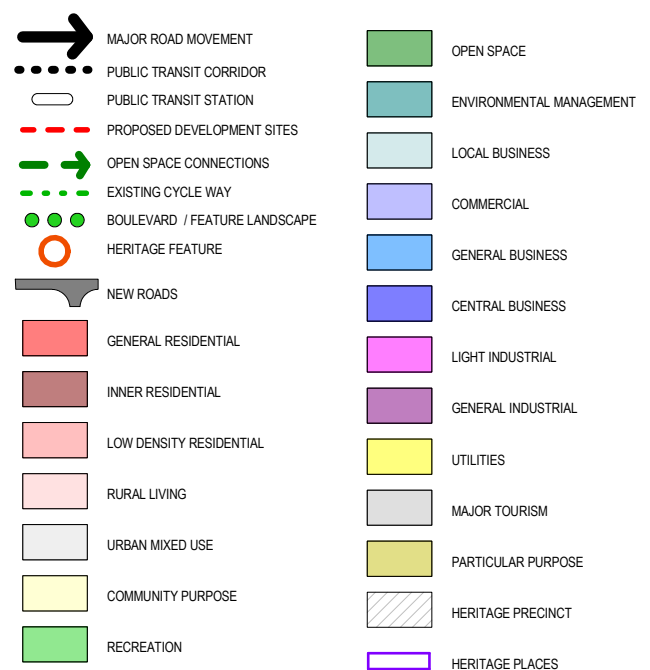 MAJOR ROAD MOVEMENT
PUBLIC TRANSIT CORRIDOR
PUBLIC TRANSIT STATION
PROPOSED DEVELOPMENT SITES
OPEN SPACE CONNECTIONS
EXISTING CYCLE WAY
BOULEVARD / FEATURE LANDSCAPE
HERITAGE FEATURE
NEW ROADS
GENERAL RESIDENTIAL
INNER RESIDENTIAL
LOW DENSITY RESIDENTIAL
RURAL LIVING
URBAN MIXED USE
COMMUNITY PURPOSE
RECREATION
OPEN SPACE
ENVIRONMENTAL MANAGEMENT
LOCAL BUSINESS
COMMERCIAL
GENERAL BUSINESS
CENTRAL BUSINESS
LIGHT INDUSTRIAL
GENERAL INDUSTRIAL
UTILITIES
MAJOR TOURISM
PARTICULAR PURPOSE
HERITAGE PRECINCT
HERITAGE PLACES